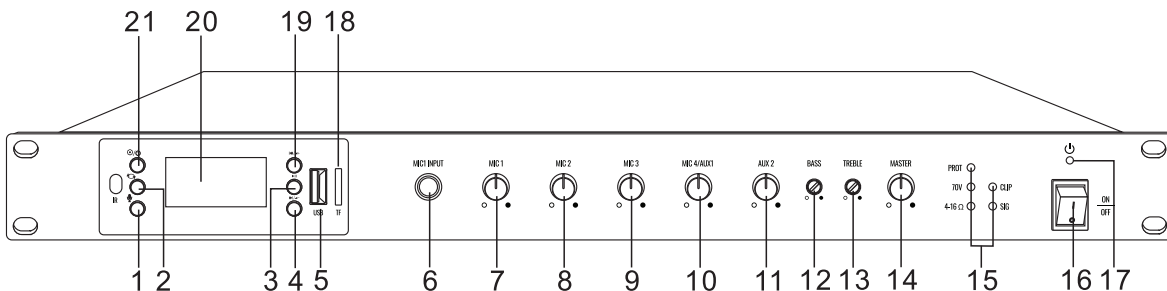 21 20 19 18
MIC1 INPUT MIC 1 MIC 2 MIC 3 MIC 4/AUX1 AUX 2 BASS TREBLE MASTER
PROT
70V CLIP
4-16 Ω SIG
ON
OFF
IR USB TF
1 2 3 4 5 6 7 8 9 10 11 12 13 14 15 16 17